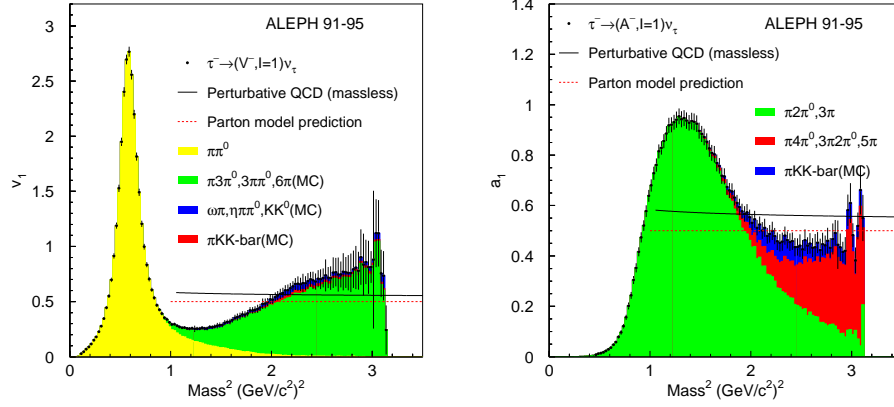 ALEPH 91-95
τ⁻→(V⁻,I=1)ν_τ
Perturbative QCD (massless)
Parton model prediction
ππ⁰
π3π⁰,3ππ⁰,6π(MC)
ωπ,ηππ⁰,KK⁰(MC)
πKK-bar(MC)
ν₁
0
0.5
1
1.5
2
2.5
3
0
1
2
3
Mass² (GeV/c²)²
ALEPH 91-95
τ⁻→(A⁻,I=1)ν_τ
Perturbative QCD (massless)
Parton model prediction
π2π⁰,3π
π4π⁰,3π2π⁰,5π
πKK-bar(MC)
a₁
0
0.2
0.4
0.6
0.8
1
1.2
1.4
0
1
2
3
Mass² (GeV/c²)²